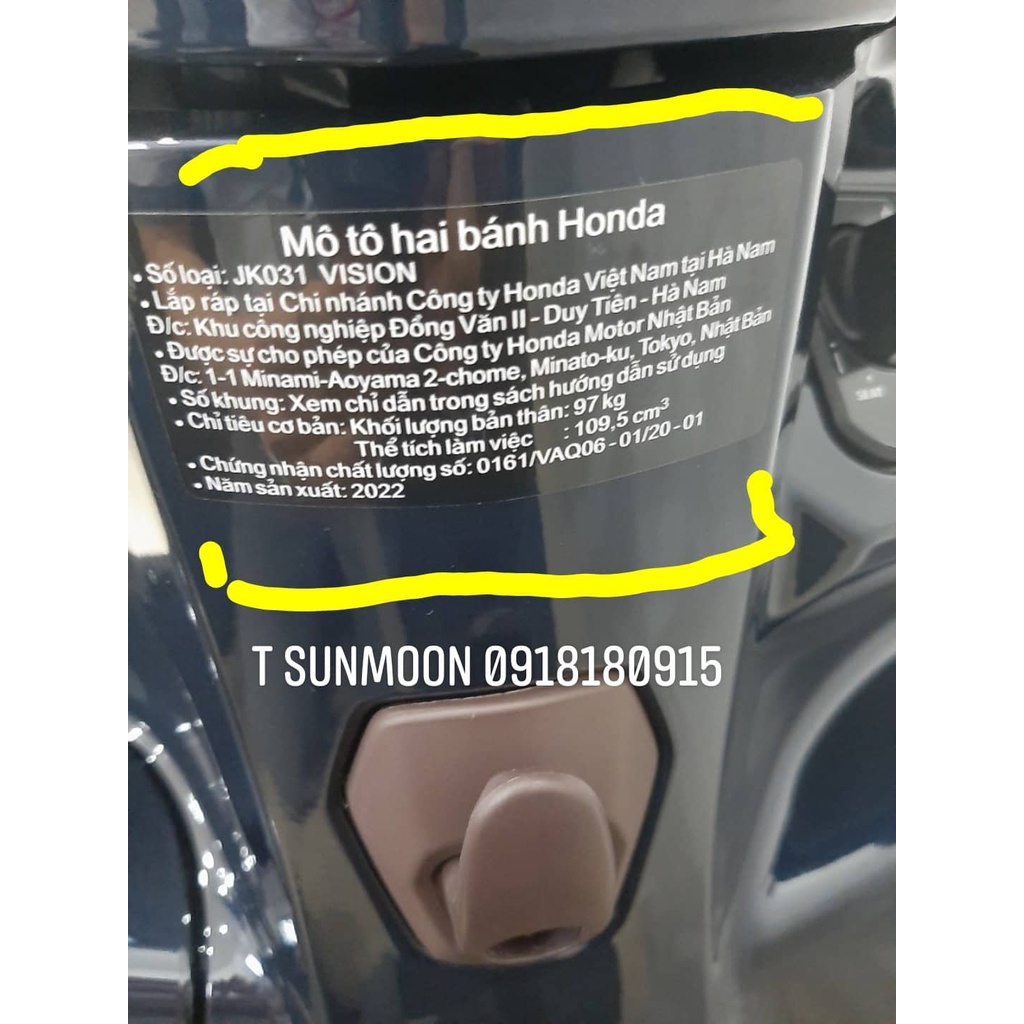 Mô tô hai bánh Honda
• Số loại: JK031 VISION
• Lắp ráp tại Chi nhánh Công ty Honda Việt Nam tại Hà Nam
Đ/c: Khu công nghiệp Đồng Văn II - Duy Tiên - Hà Nam
• Được sự cho phép của Công ty Honda Motor Nhật Bản
Đ/c: 1-1 Minami-Aoyama 2-chome, Minato-ku, Tokyo, Nhật Bản
• Số khung: Xem chỉ dẫn trong sách hướng dẫn sử dụng
• Chỉ tiêu cơ bản: Khối lượng bản thân: 97 kg
Thể tích làm việc : 109,5 cm³
• Chứng nhận chất lượng số: 0161/VAQ06 - 01/20 - 01
• Năm sản xuất: 2022
SEAT
T SUNMOON 0918180915